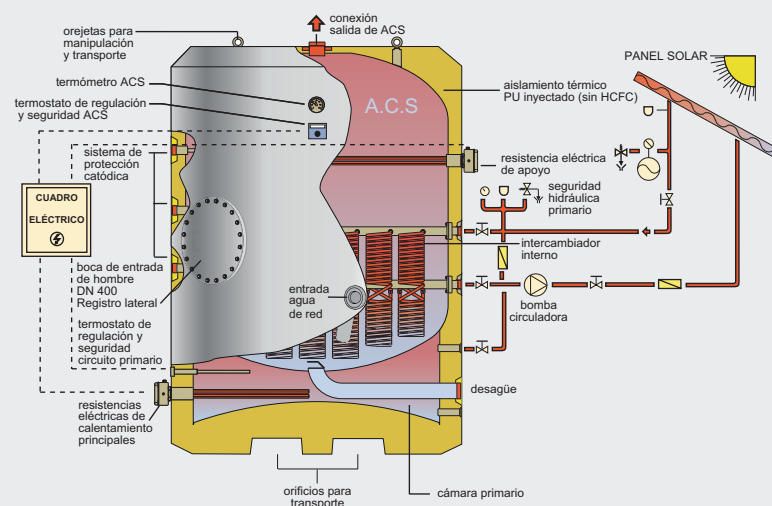 conexión
salida de ACS
orejetas para
manipulación
y transporte
PANEL SOLAR
termómetro ACS
aislamiento térmico
PU inyectado (sin HCFC)
termostato de regulación
y seguridad ACS
A.C.S
sistema de
protección
catódica
resistencia eléctrica
de apoyo
seguridad
hidráulica
primario
CUADRO
ELÉCTRICO
intercambiador
interno
boca de entrada
de hombre
DN 400
Registro lateral
entrada
agua
de red
bomba
circuladora
termostato de
regulación y
seguridad
circuito primario
desagüe
resistencias
eléctricas de
calentamiento
principales
orificios para
transporte
cámara primario